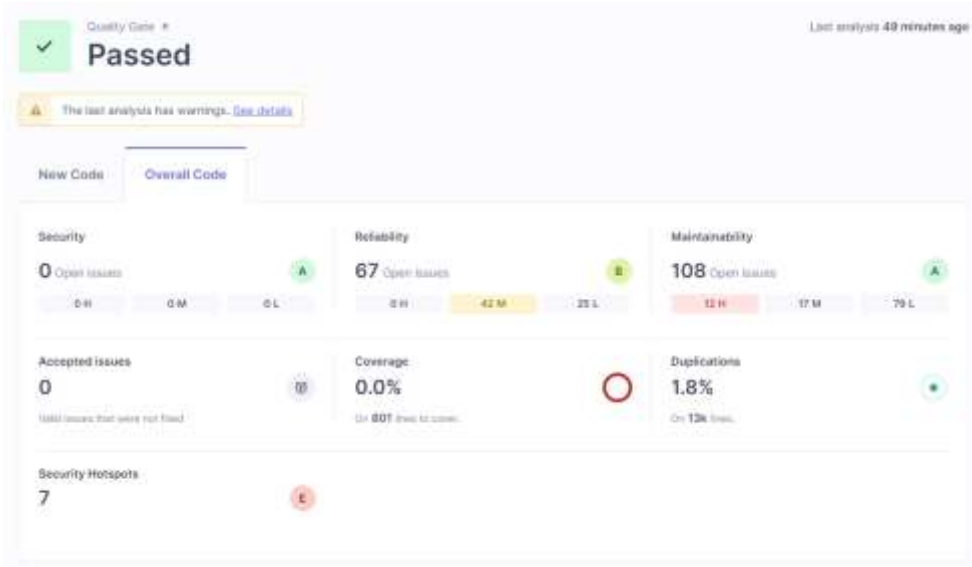 Quality Gate
Last analysis 49 minutes ago
Passed
The last analysis has warnings. See details
New Code
Overall Code
Security
Reliability
Maintainability
0 Open issues
A
67 Open issues
B
108 Open issues
A
0 H
0 M
0 L
0 H
42 M
25 L
12 H
17 M
79 L
Accepted issues
Coverage
Duplications
0
0.0%
1.8%
Valid issues that were not fixed
On 801 lines to cover.
On 13k lines.
Security Hotspots
7
E